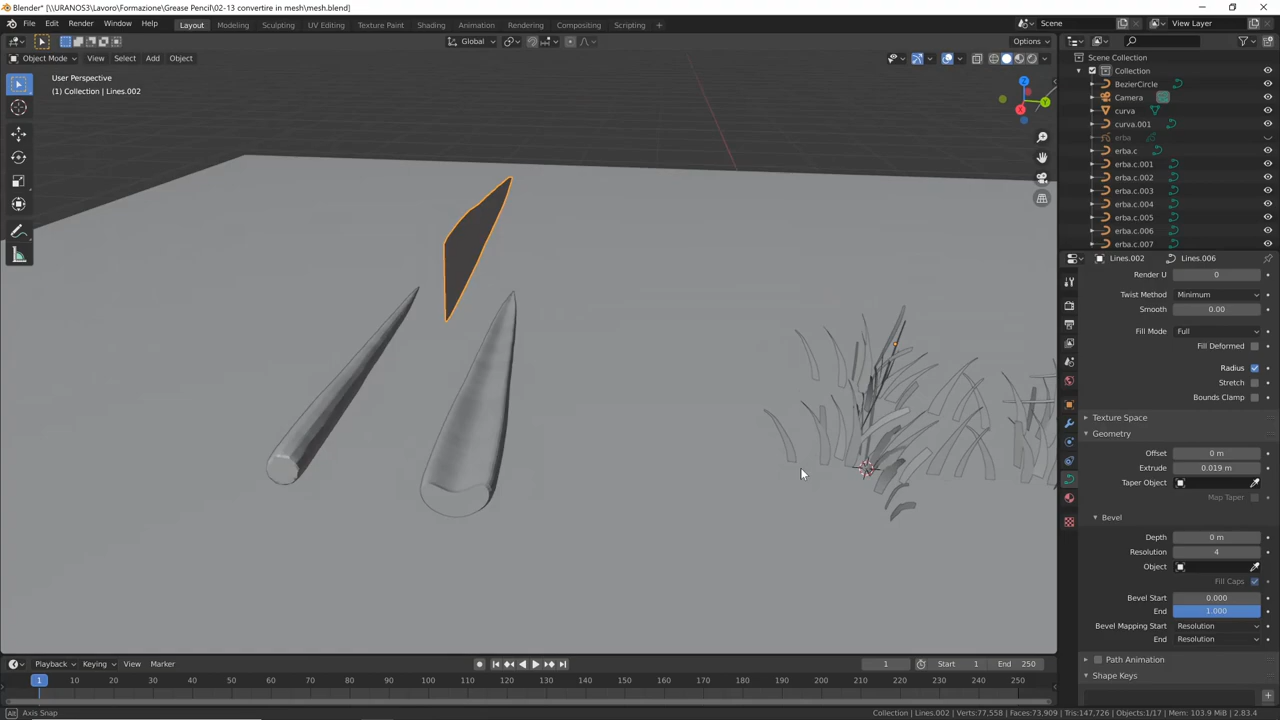 Blender* [\\URANOS3\Lavoro\Formazione\Grease Pencil\02-13 convertire in mesh\mesh.blend]
File Edit Render Window Help Layout Modeling Sculpting UV Editing Texture Paint Shading Animation Rendering Compositing Scripting Scene View Layer
Global Options
Object Mode View Select Add Object
User Perspective
(1) Collection | Lines.002
Z
Y
X
Scene Collection
Collection
BezierCircle
Camera
curva
curva.001
erba
erba.c
erba.c.001
erba.c.002
erba.c.003
erba.c.004
erba.c.005
erba.c.006
erba.c.007
Lines.002 Lines.006
Render U 0
Twist Method Minimum
Smooth 0.00
Fill Mode Full
Fill Deformed
Radius
Stretch
Bounds Clamp
Texture Space
Geometry
Offset 0 m
Extrude 0.019 m
Taper Object
Map Taper
Bevel
Depth 0 m
Resolution 4
Object
Fill Caps
Bevel Start 0.000
End 1.000
Bevel Mapping Start Resolution
End Resolution
Path Animation
Shape Keys
Playback Keying View Marker 1 Start 1 End 250
1 10 20 30 40 50 60 70 80 90 100 110 120 130 140 150 160 170 180 190 200 210 220 230 240 250
Alt Axis Snap Collection | Lines.002 | Verts:77,558 | Faces:73,909 | Tris:147,726 | Objects:1/17 | Mem: 103.9 MiB | 2.83.4